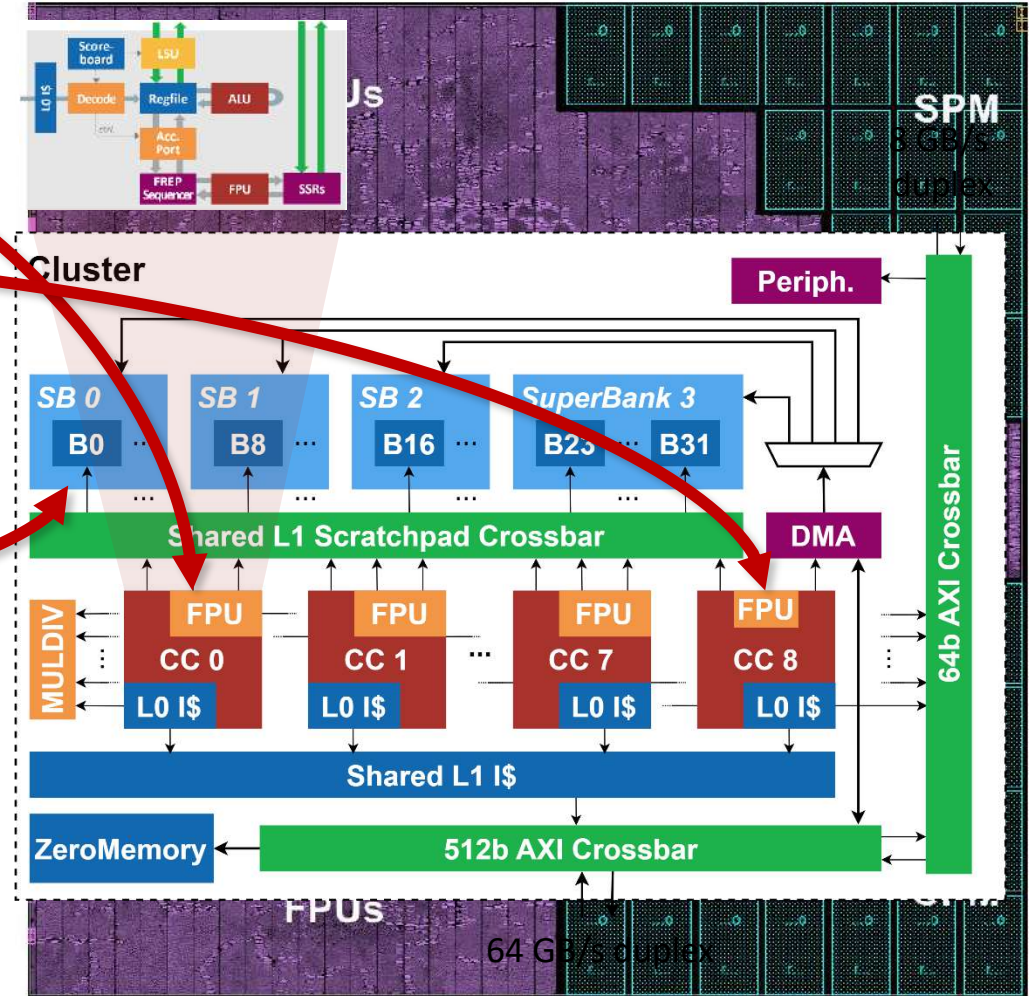 Score-
board
LSU
L0 I$
Decode
Regfile
ALU
ctrl.
Acc.
Port
FREP
Sequencer
FPU
SSRs
Us
SPM
8 GB/s
duplex
Cluster
Periph.
SB 0
SB 1
SB 2
SuperBank 3
B0
...
B8
...
B16
...
B23
...
B31
...
...
...
Shared L1 Scratchpad Crossbar
DMA
64b AXI Crossbar
MULDIV
FPU
FPU
FPU
FPU
CC 0
CC 1
...
CC 7
CC 8
L0 I$
L0 I$
L0 I$
L0 I$
Shared L1 I$
ZeroMemory
512b AXI Crossbar
FPUs
64 GB/s duplex